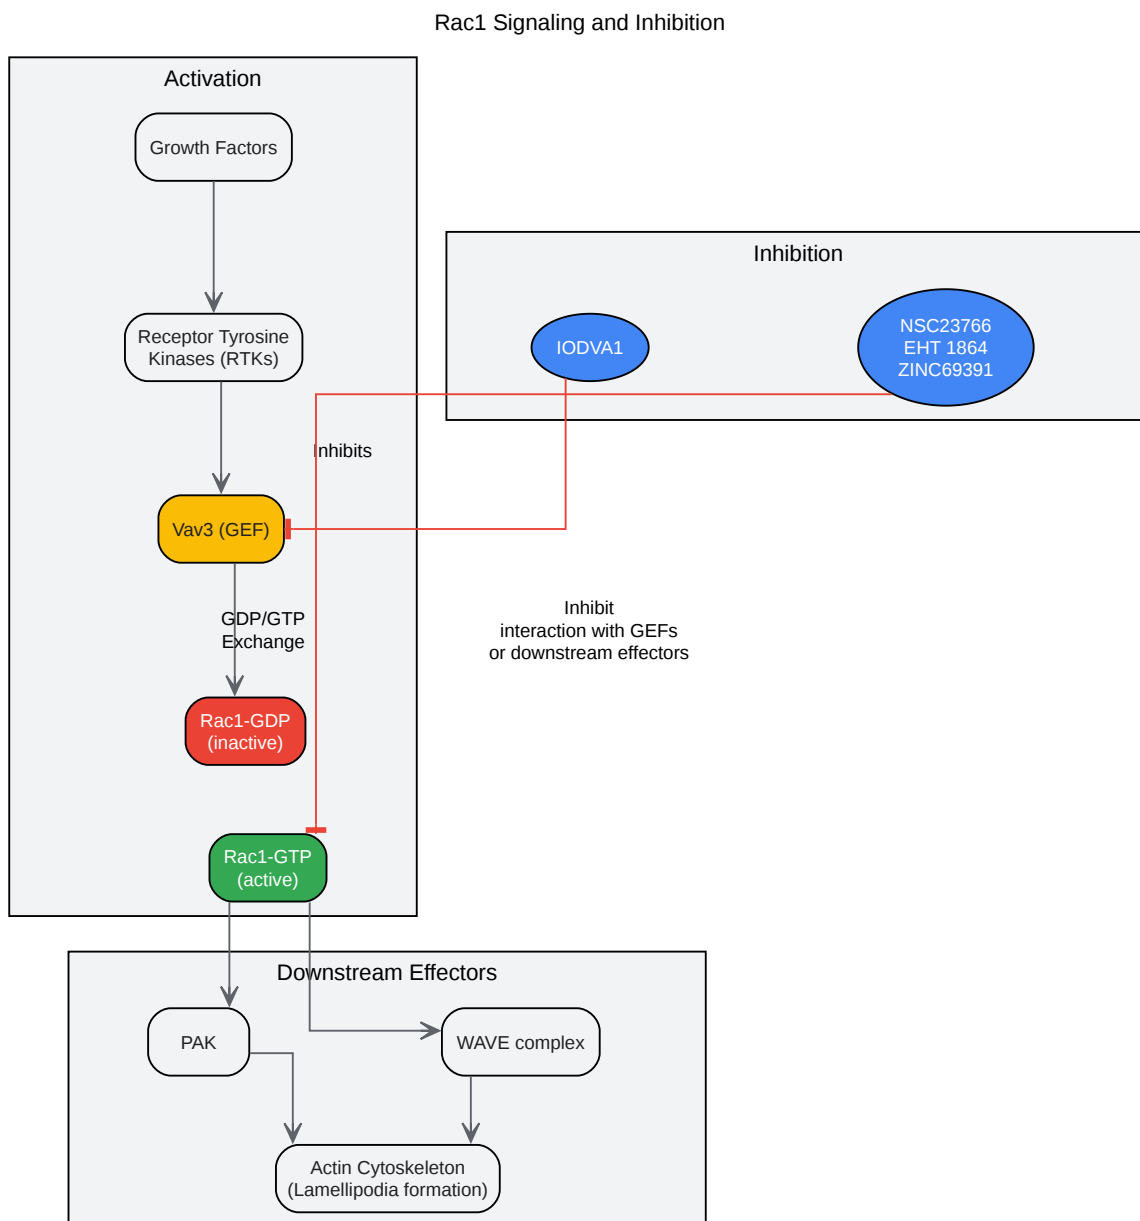 Rac1 Signaling and Inhibition
Activation
Growth Factors
Receptor Tyrosine
Kinases (RTKs)
Inhibits
Vav3 (GEF)
GDP/GTP
Exchange
Rac1-GDP
(inactive)
Rac1-GTP
(active)
Inhibition
IODVA1
NSC23766
EHT 1864
ZINC69391
Inhibit
interaction with GEFs
or downstream effectors
Downstream Effectors
PAK
WAVE complex
Actin Cytoskeleton
(Lamellipodia formation)